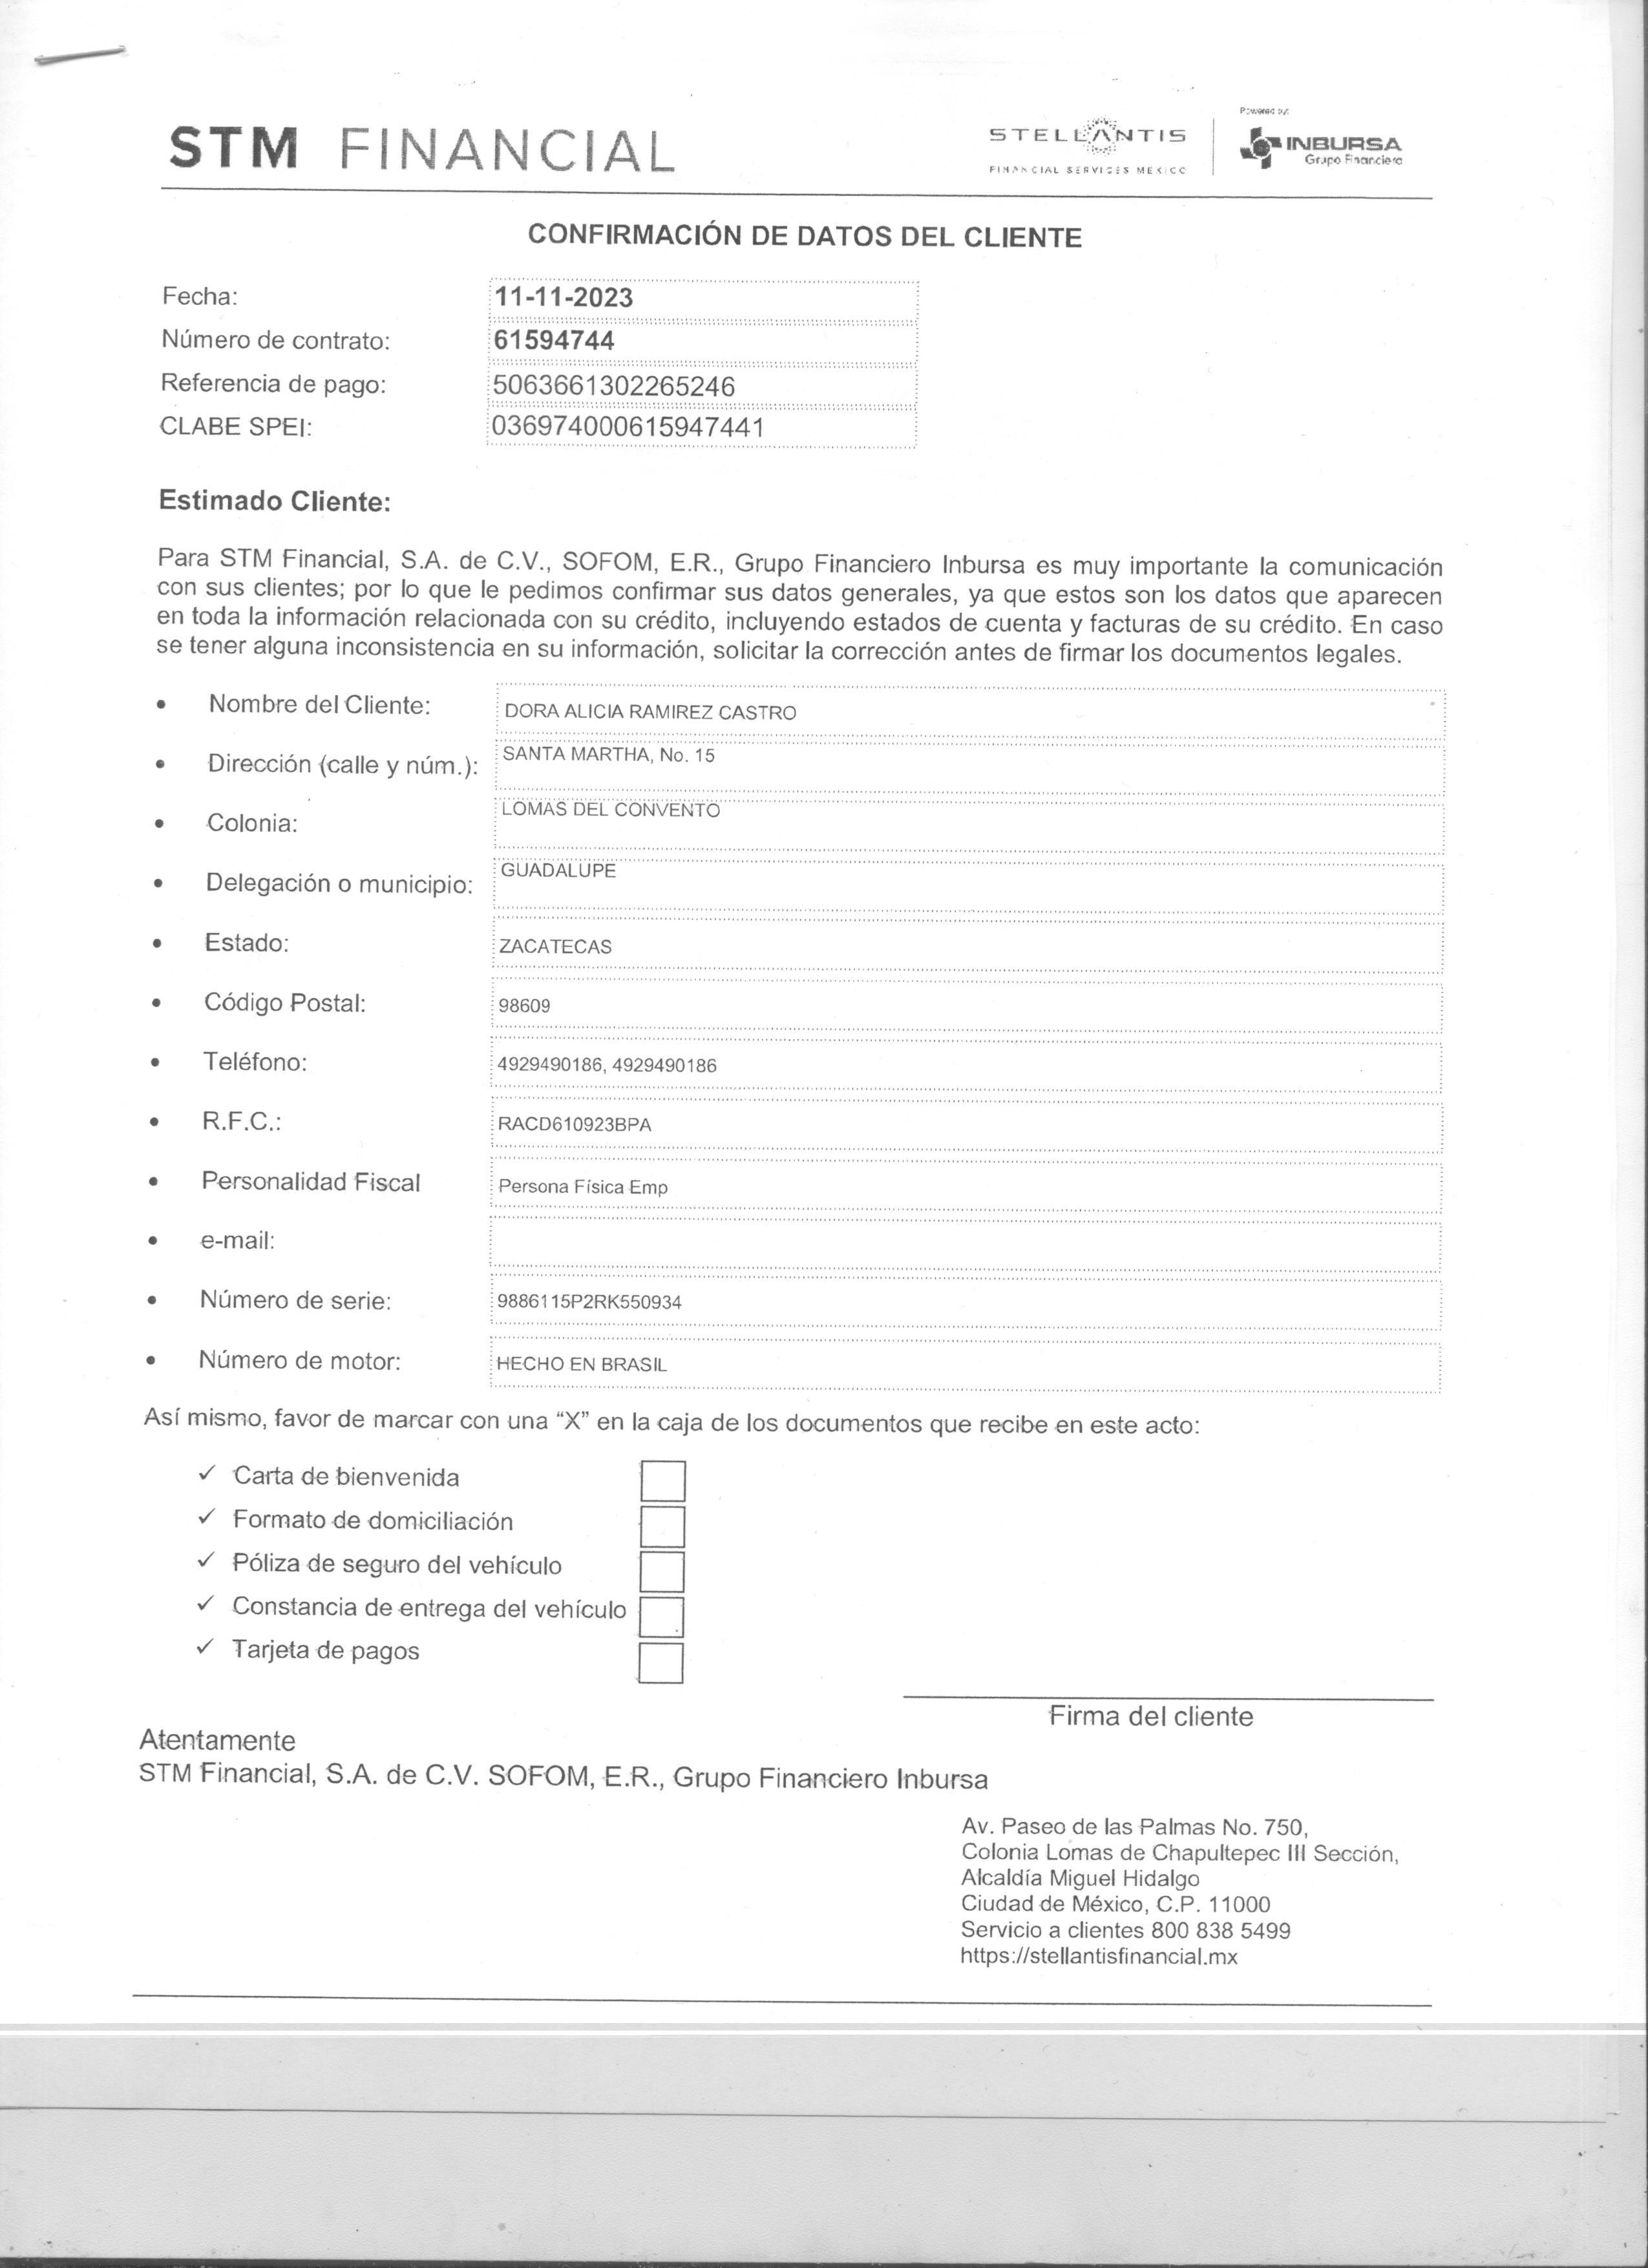 STM FINANCIAL
STELLANTIS
FINANCIAL SERVICES MEXICO
Powered by:
INBURSA
Grupo Financiero
CONFIRMACIÓN DE DATOS DEL CLIENTE
Fecha: 11-11-2023
Número de contrato: 61594744
Referencia de pago: 5063661302265246
CLABE SPEI: 036974000615947441
Estimado Cliente:
Para STM Financial, S.A. de C.V., SOFOM, E.R., Grupo Financiero Inbursa es muy importante la comunicación
con sus clientes; por lo que le pedimos confirmar sus datos generales, ya que estos son los datos que aparecen
en toda la información relacionada con su crédito, incluyendo estados de cuenta y facturas de su crédito. En caso
se tener alguna inconsistencia en su información, solicitar la corrección antes de firmar los documentos legales.
• Nombre del Cliente: DORA ALICIA RAMIREZ CASTRO
• Dirección (calle y núm.): SANTA MARTHA, No. 15
• Colonia: LOMAS DEL CONVENTO
• Delegación o municipio: GUADALUPE
• Estado: ZACATECAS
• Código Postal: 98609
• Teléfono: 4929490186, 4929490186
• R.F.C.: RACD610923BPA
• Personalidad Fiscal Persona Física Emp
• e-mail:
• Número de serie: 9886115P2RK550934
• Número de motor: HECHO EN BRASIL
Así mismo, favor de marcar con una “X” en la caja de los documentos que recibe en este acto:
✓ Carta de bienvenida
✓ Formato de domiciliación
✓ Póliza de seguro del vehículo
✓ Constancia de entrega del vehículo
✓ Tarjeta de pagos
Firma del cliente
Atentamente
STM Financial, S.A. de C.V. SOFOM, E.R., Grupo Financiero Inbursa
Av. Paseo de las Palmas No. 750,
Colonia Lomas de Chapultepec III Sección,
Alcaldía Miguel Hidalgo
Ciudad de México, C.P. 11000
Servicio a clientes 800 838 5499
https://stellantisfinancial.mx